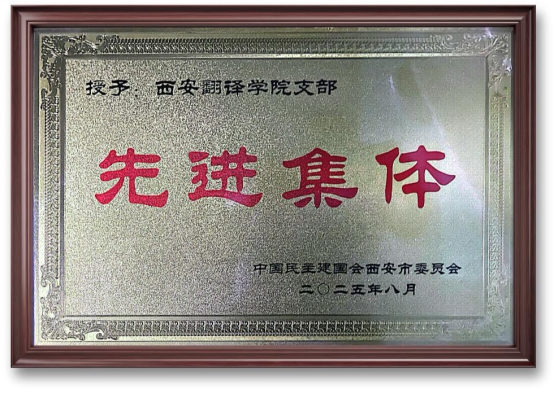 授予：西安翻译学院支部
先进集体
中国民主建国会西安市委员会
二〇二五年八月